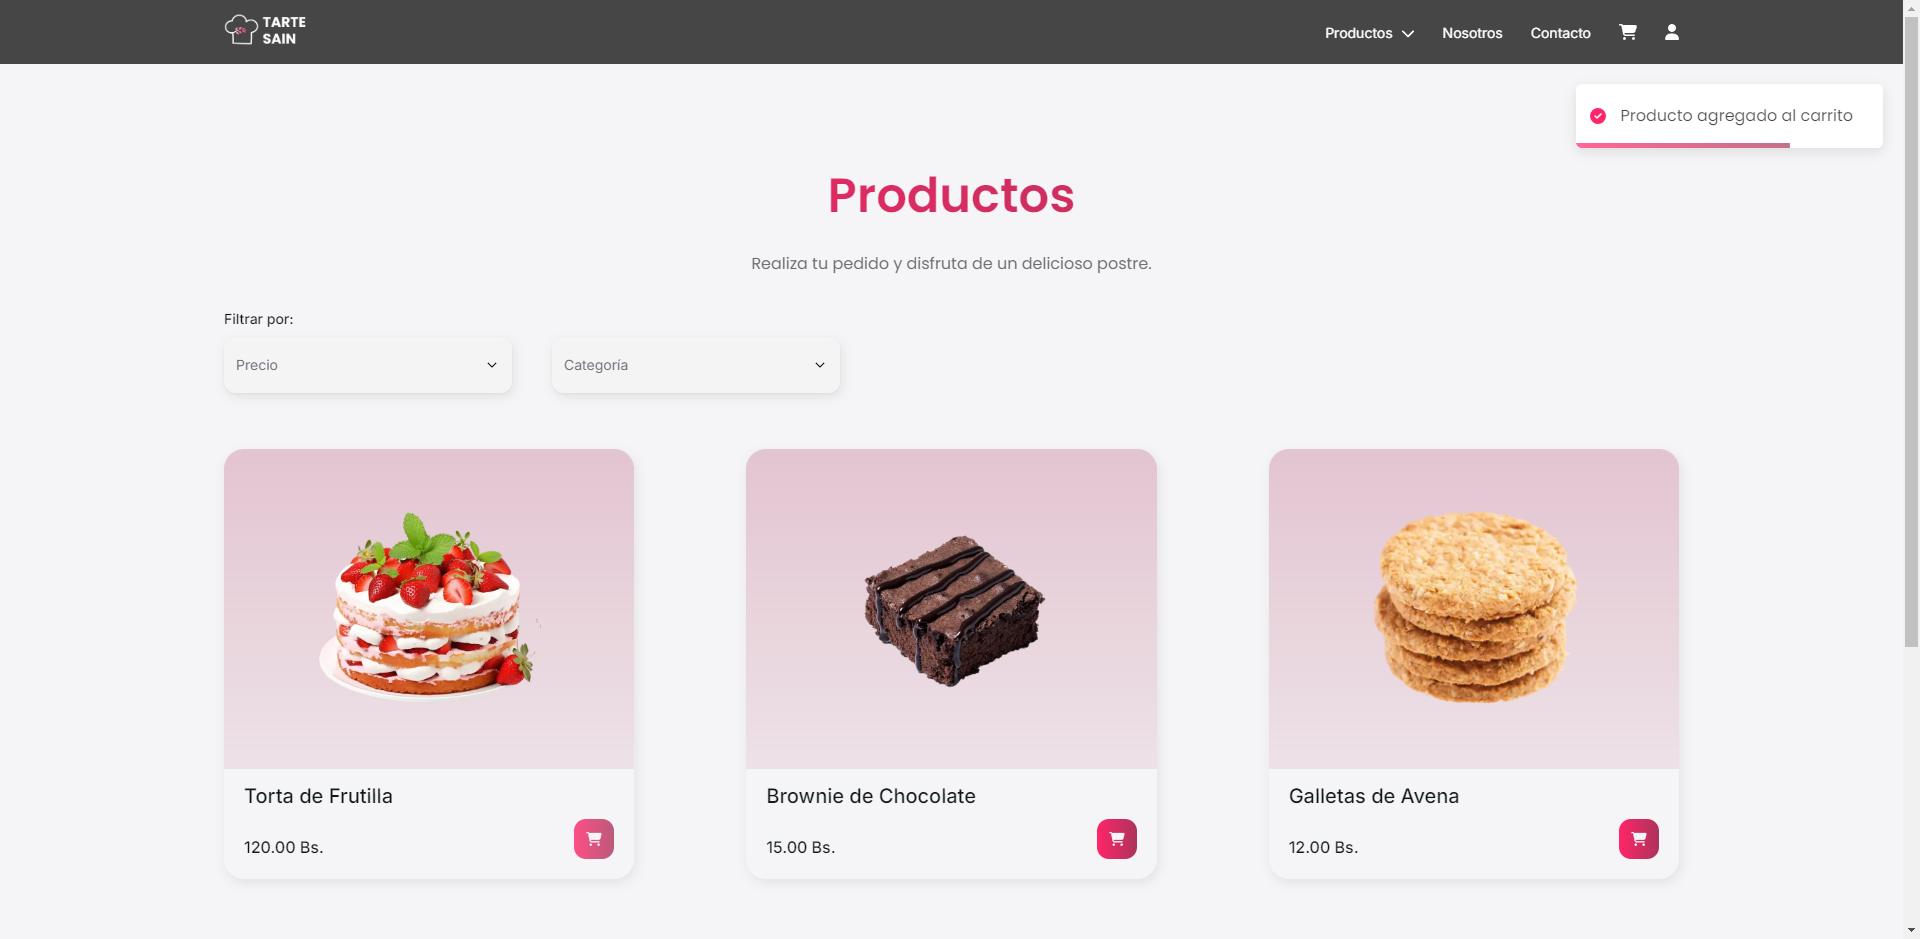 TARTE
SAIN
Productos
Nosotros
Contacto
Producto agregado al carrito
Productos
Realiza tu pedido y disfruta de un delicioso postre.
Filtrar por:
Precio
Categoría
Torta de Frutilla
120.00 Bs.
Brownie de Chocolate
15.00 Bs.
Galletas de Avena
12.00 Bs.